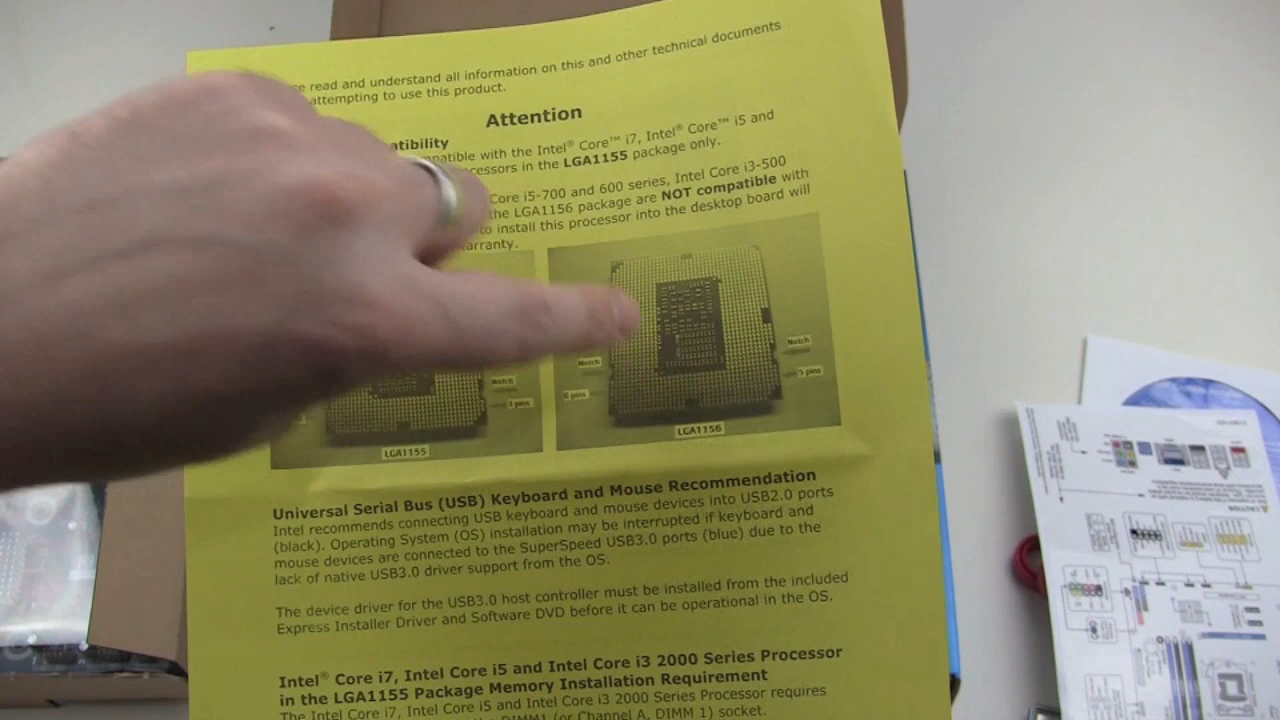 read and understand all information on this and other technical documents
attempting to use this product.
Attention
with the Intel® Core™ i7, Intel® Core™ i5 and
in the LGA1155 package only.
Core i5-700 and 600 series, Intel Core i3-500
the LGA1156 package are NOT compatible with
to install this processor into the desktop board will
Notch
Notch
Notch
3 pins
6 pins
5 pins
LGA1155
LGA1156
Universal Serial Bus (USB) Keyboard and Mouse Recommendation
Intel recommends connecting USB keyboard and mouse devices into USB2.0 ports
(black). Operating System (OS) installation may be interrupted if keyboard and
mouse devices are connected to the SuperSpeed USB3.0 ports (blue) due to the
lack of native USB3.0 driver support from the OS.
The device driver for the USB3.0 host controller must be installed from the included
Express Installer Driver and Software DVD before it can be operational in the OS.
Intel® Core i7, Intel Core i5 and Intel Core i3 2000 Series Processor
in the LGA1155 Package Memory Installation Requirement
The Intel Core i7, Intel Core i5 and Intel Core i3 2000 Series Processor requires
DIMM1 (or Channel A, DIMM 1) socket.
CAUTION